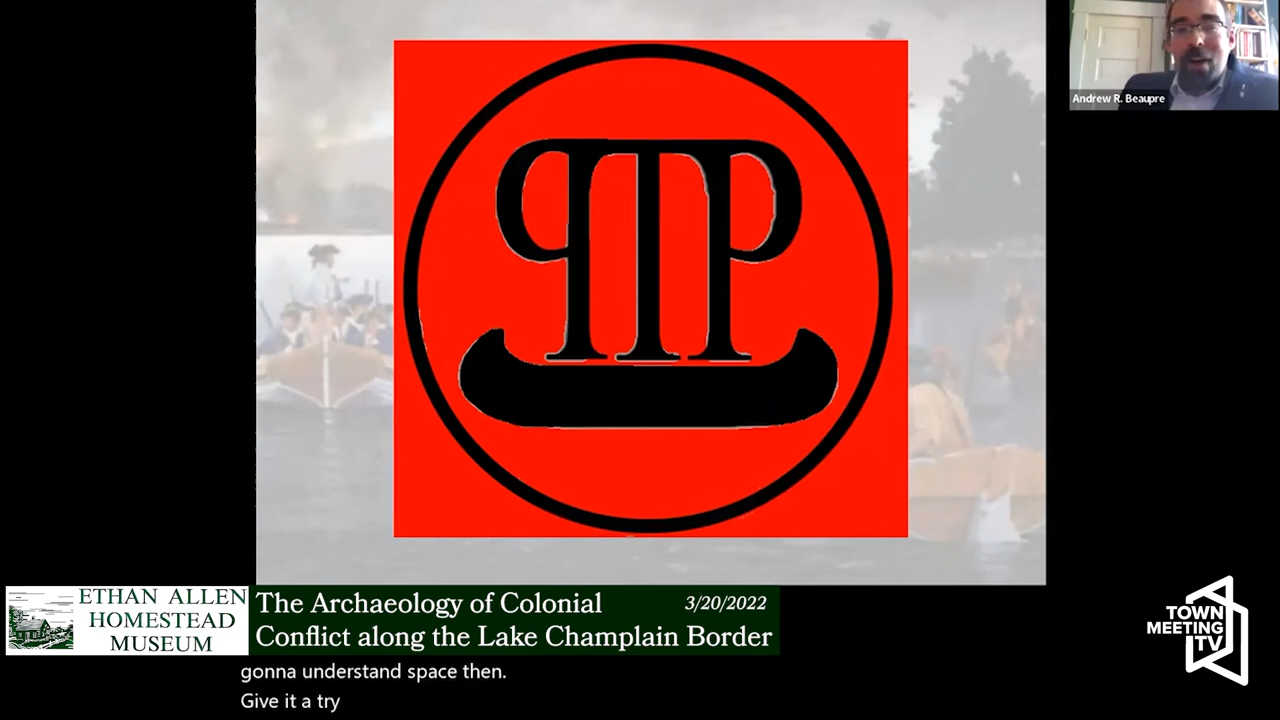 Andrew R. Beaupre
PTP
ETHAN ALLEN
HOMESTEAD
MUSEUM
The Archaeology of Colonial
3/20/2022
Conflict along the Lake Champlain Border
TOWN
MEETING
TV
gonna understand space then.
Give it a try